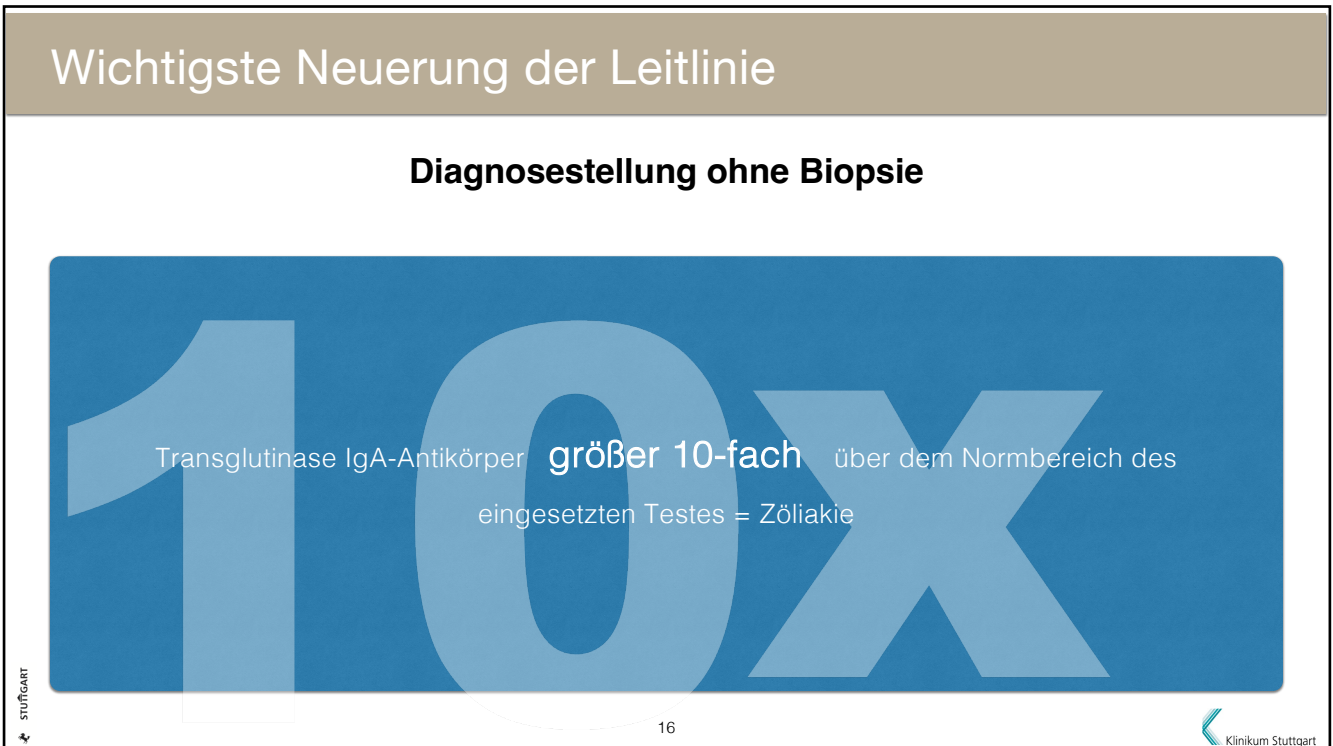 Wichtigste Neuerung der Leitlinie
Diagnosestellung ohne Biopsie
10x
Transglutinase IgA-Antikörper größer 10-fach über dem Normbereich des
eingesetzten Testes = Zöliakie
STUTTGART
16
Klinikum Stuttgart